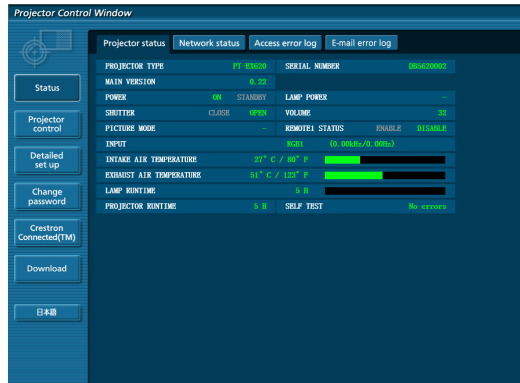 Projector Control Window
Projector status Network status Access error log E-mail error log
PROJECTOR TYPE PT-EX620 SERIAL NUMBER DB5620002
MAIN VERSION 0.22
POWER ON STANDBY LAMP POWER -
SHUTTER CLOSE OPEN VOLUME 32
PICTURE MODE - REMOTE1 STATUS ENABLE DISABLE
INPUT RGB1 (0.00kHz/0.00Hz)
INTAKE AIR TEMPERATURE 27° C / 80° F
EXHAUST AIR TEMPERATURE 51° C / 123° F
LAMP RUNTIME 5 H
PROJECTOR RUNTIME 5 H SELF TEST No errors
Status
Projector
control
Detailed
set up
Change
password
Crestron
Connected(TM)
Download
日本語